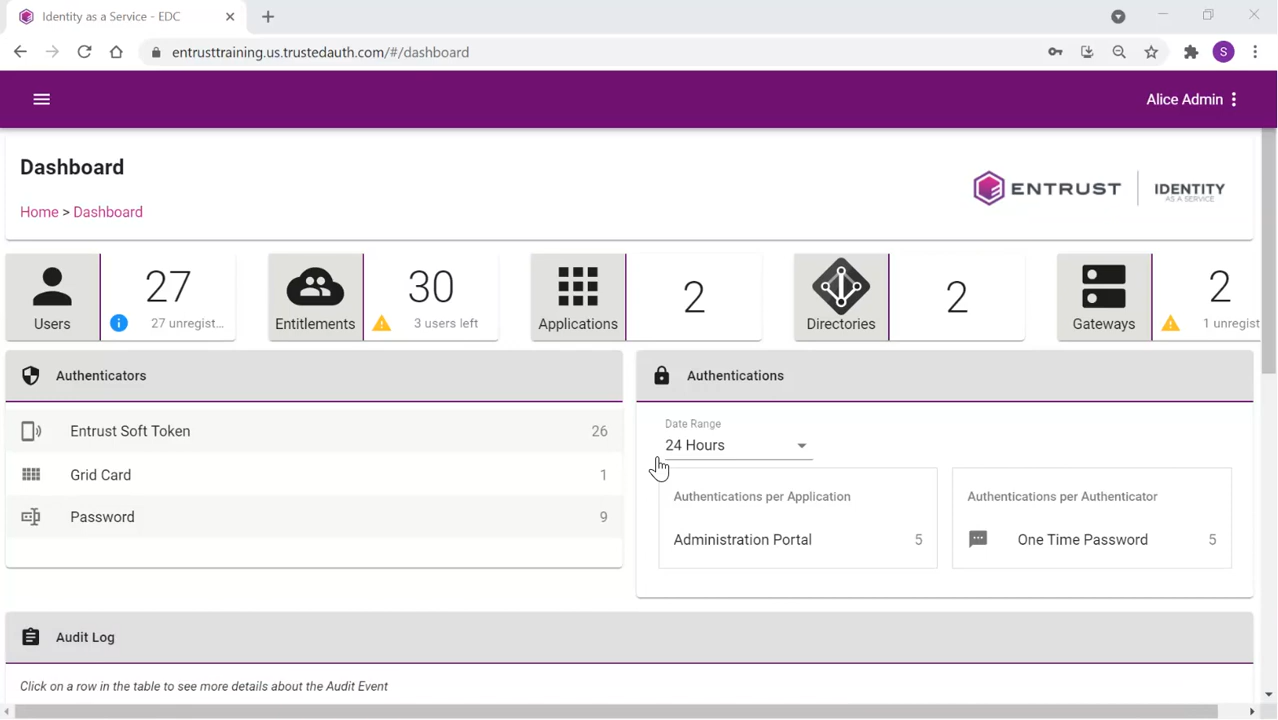 Identity as a Service - EDC
entrusttraining.us.trustedauth.com/#/dashboard
S
Alice Admin
Dashboard
Home > Dashboard
ENTRUST IDENTITY
AS A SERVICE
Users
27
27 unregist...
Entitlements
30
3 users left
Applications
2
Directories
2
Gateways
2
1 unregist
Authenticators
Entrust Soft Token 26
Grid Card 1
Password 9
Authentications
Date Range
24 Hours
Authentications per Application
Administration Portal 5
Authentications per Authenticator
One Time Password 5
Audit Log
Click on a row in the table to see more details about the Audit Event